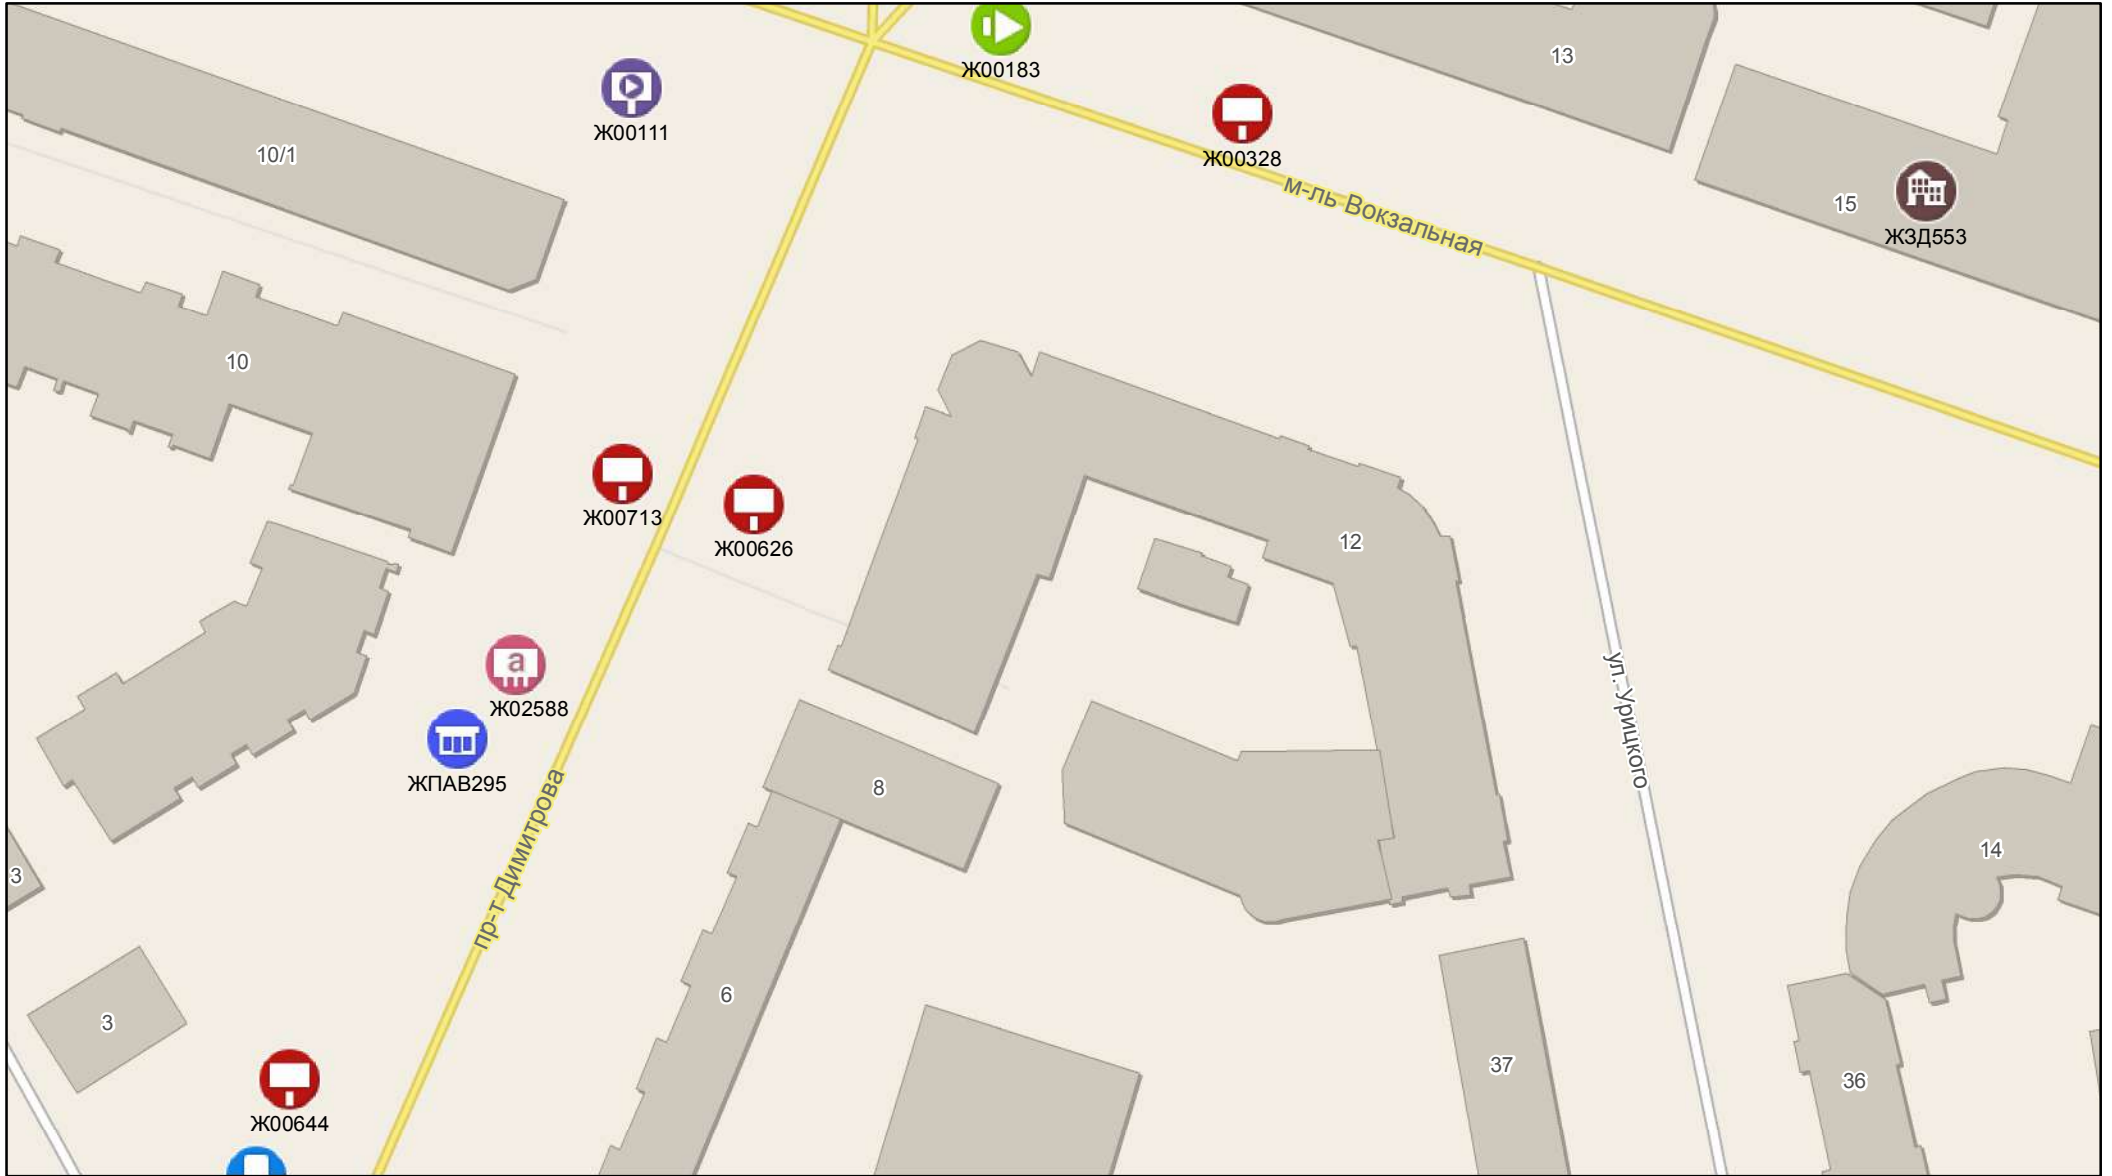 13
Ж00183
Ж00111
Ж00328
10/1
м-ль Вокзальная
15
ЖЗД553
10
Ж00713
Ж00626
12
ул. Урицкого
a
Ж02588
ЖПАВ295
8
пр-т Димитрова
3
14
6
3
37
36
Ж00644